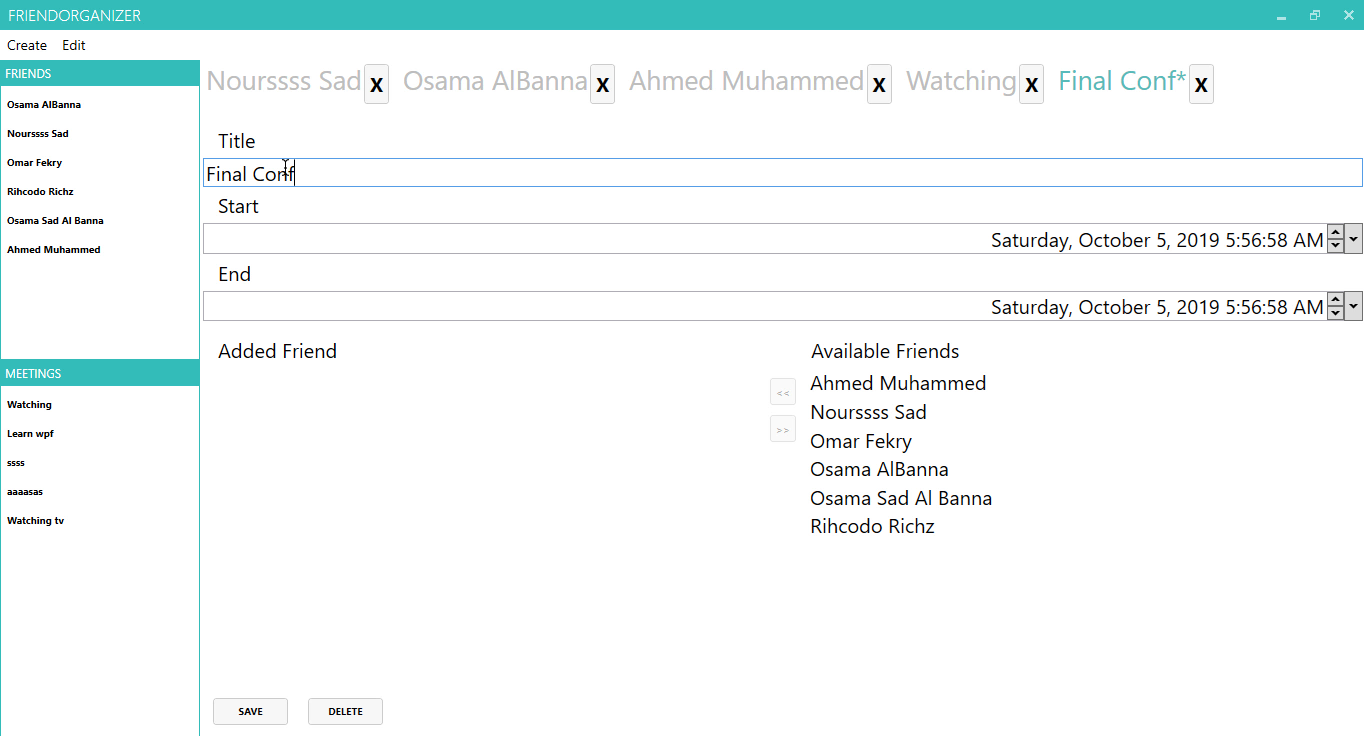 FRIENDORGANIZER
Create Edit
FRIENDS
Osama AlBanna
Nourssss Sad
Omar Fekry
Rihcodo Richz
Osama Sad Al Banna
Ahmed Muhammed
MEETINGS
Watching
Learn wpf
ssss
aaaasas
Watching tv
Nourssss Sad X Osama AlBanna X Ahmed Muhammed X Watching X Final Conf* X
Title
Final Conf
Start
Saturday, October 5, 2019 5:56:58 AM
End
Saturday, October 5, 2019 5:56:58 AM
Added Friend
<<
>>
Available Friends
Ahmed Muhammed
Nourssss Sad
Omar Fekry
Osama AlBanna
Osama Sad Al Banna
Rihcodo Richz
SAVE DELETE